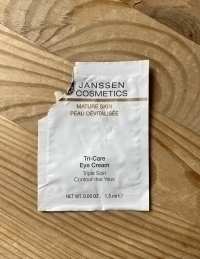 JANSSEN
COSMETICS
MATURE SKIN
PEAU DÉVITALISÉE
Tri-Care
Eye Cream
Triple Soin
Contour des Yeux
NET WT. 0.05 OZ. 1,5 ml ℮